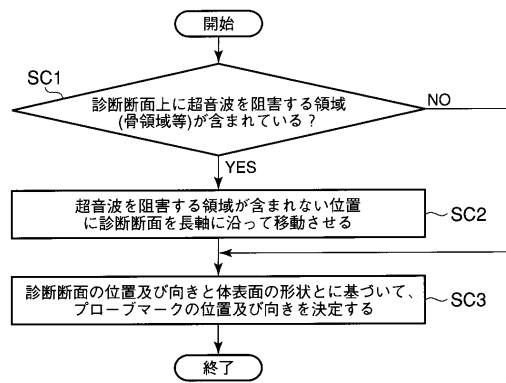 開始
SC1
診断断面上に超音波を阻害する領域
(骨領域等)が含まれている？
NO
YES
超音波を阻害する領域が含まれない位置
に診断断面を長軸に沿って移動させる
SC2
診断断面の位置及び向きと体表面の形状とに基づいて、
プローブマークの位置及び向きを決定する
SC3
終了